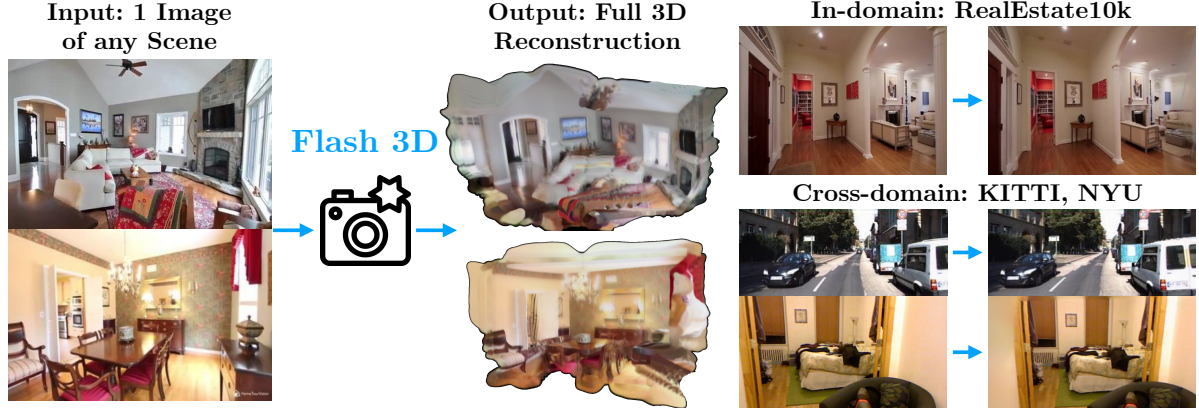 Input: 1 Image
of any Scene
Flash 3D
Output: Full 3D
Reconstruction
In-domain: RealEstate10k
Cross-domain: KITTI, NYU